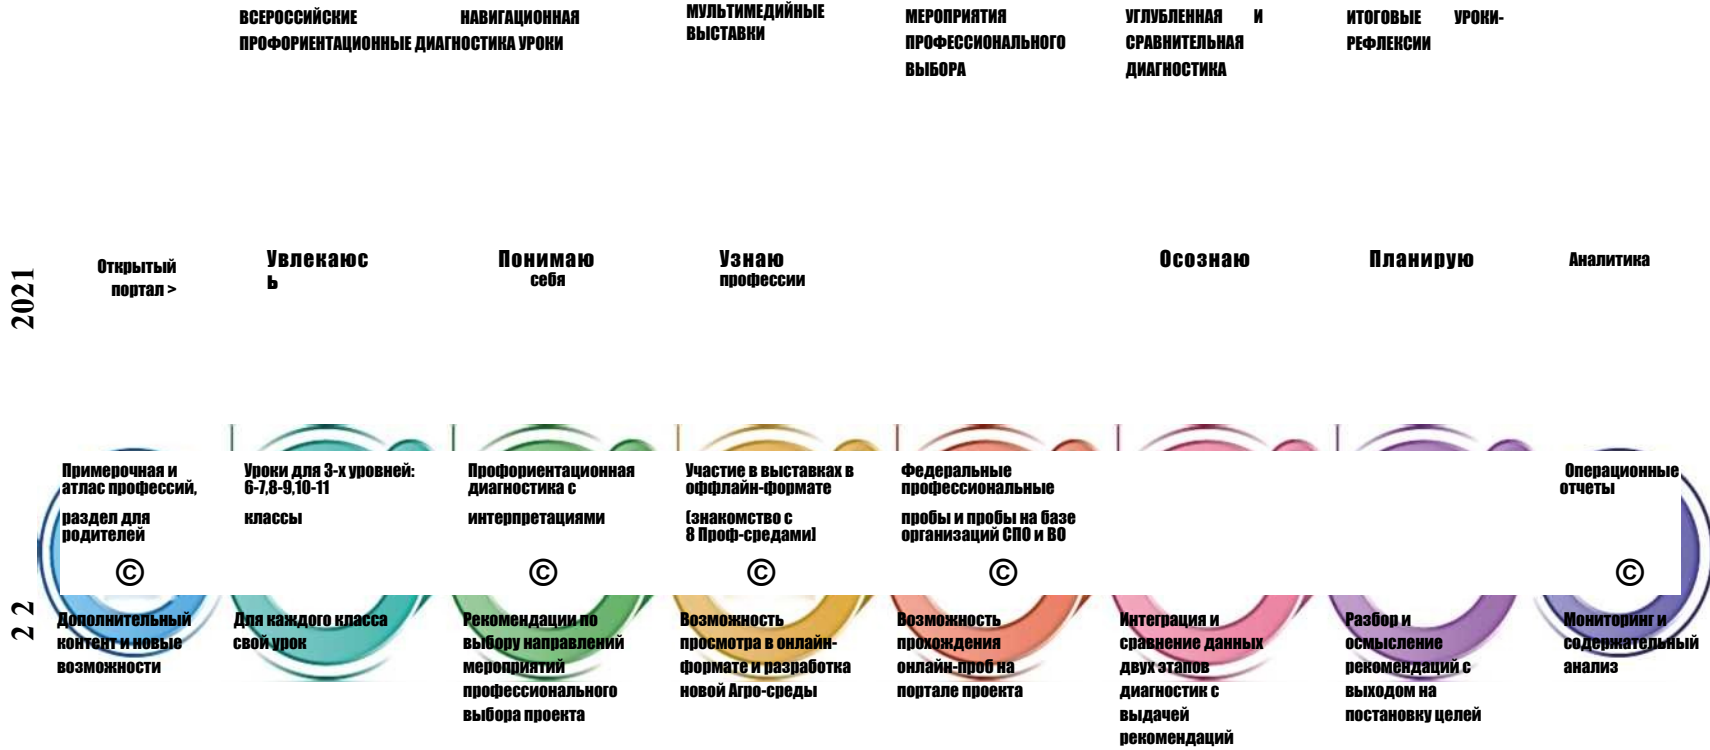 ВСЕРОССИЙСКИЕ НАВИГАЦИОННАЯ
ПРОФОРИЕНТАЦИОННЫЕ ДИАГНОСТИКА УРОКИ
МУЛЬТИМЕДИЙНЫЕ
ВЫСТАВКИ
МЕРОПРИЯТИЯ
ПРОФЕССИОНАЛЬНОГО
ВЫБОРА
УГЛУБЛЕННАЯ И
СРАВНИТЕЛЬНАЯ
ДИАГНОСТИКА
ИТОГОВЫЕ УРОКИ-
РЕФЛЕКСИИ
2021
Открытый
портал >
Увлекаюс
ь
Понимаю
себя
Узнаю
профессии
Осознаю
Планирую
Аналитика
Примерочная и
атлас профессий,
раздел для
родителей
©
Уроки для 3-х уровней:
6-7,8-9,10-11
классы
Профориентационная
диагностика с
интерпретациями
©
Участие в выставках в
оффлайн-формате
(знакомство с
8 Проф-средами]
©
Федеральные
профессиональные
пробы и пробы на базе
организаций СПО и ВО
©
Операционные
отчеты
©
2 2
Дополнительный
контент и новые
возможности
Для каждого класса
свой урок
Рекомендации по
выбору направлений
мероприятий
профессионального
выбора проекта
Возможность
просмотра в онлайн-
формате и разработка
новой Агро-среды
Возможность
прохождения
онлайн-проб на
портале проекта
Интеграция и
сравнение данных
двух этапов
диагностик с
выдачей
рекомендаций
Разбор и
осмысление
рекомендаций с
выходом на
постановку целей
Мониторинг и
содержательный
анализ